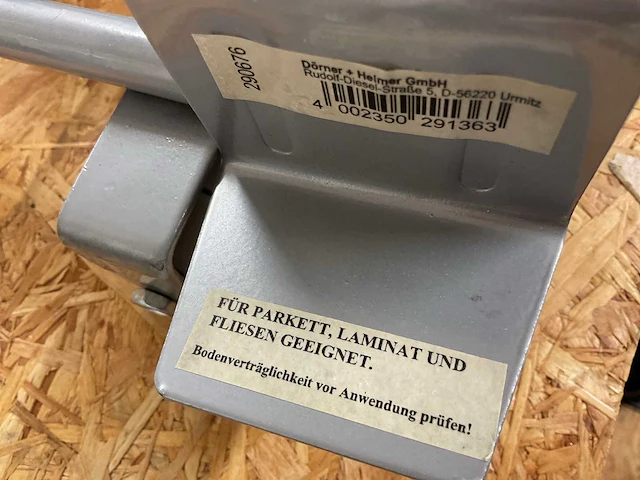 290676
Dörner + Helmer GmbH
Rudolf-Diesel-Straße 5, D-56220 Urmitz
4 002350 291363
FÜR PARKETT, LAMINAT UND
FLIESEN GEEIGNET.
Bodenverträglichkeit vor Anwendung prüfen!